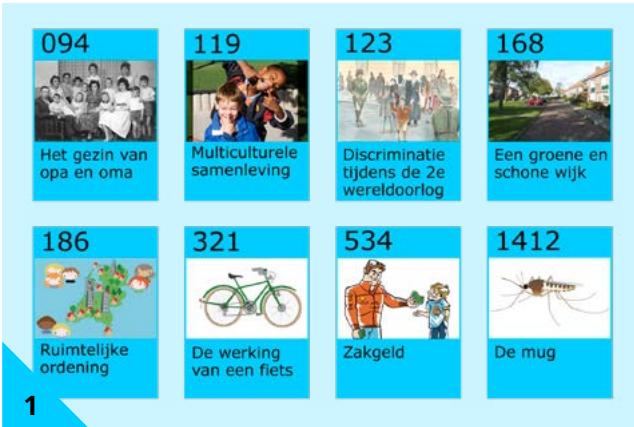 094
Het gezin van
opa en oma
119
Multiculturele
samenleving
123
Discriminatie
tijdens de 2e
wereldoorlog
168
Een groene en
schone wijk
186
Ruimtelijke
ordening
321
De werking
van een fiets
534
Zakgeld
1412
De mug
1